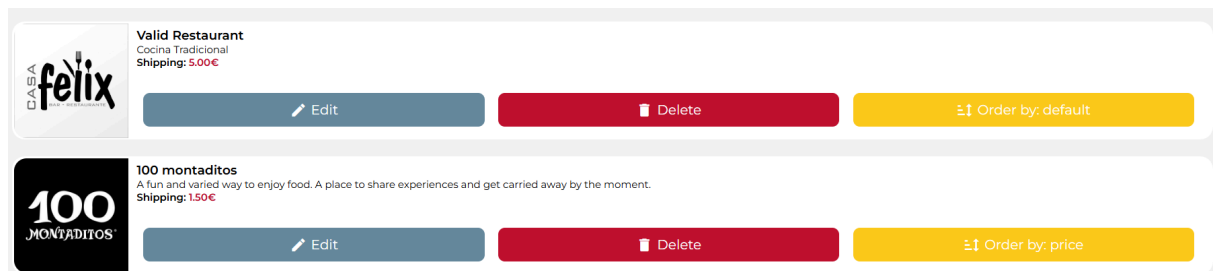 Valid Restaurant
Cocina Tradicional
Shipping: 5.00€
CASA
fèlix
BAR • RESTAURANTE
Edit
Delete
Order by: default
100 montaditos
A fun and varied way to enjoy food. A place to share experiences and get carried away by the moment.
Shipping: 1.50€
100
MONTADITOS
Edit
Delete
Order by: price